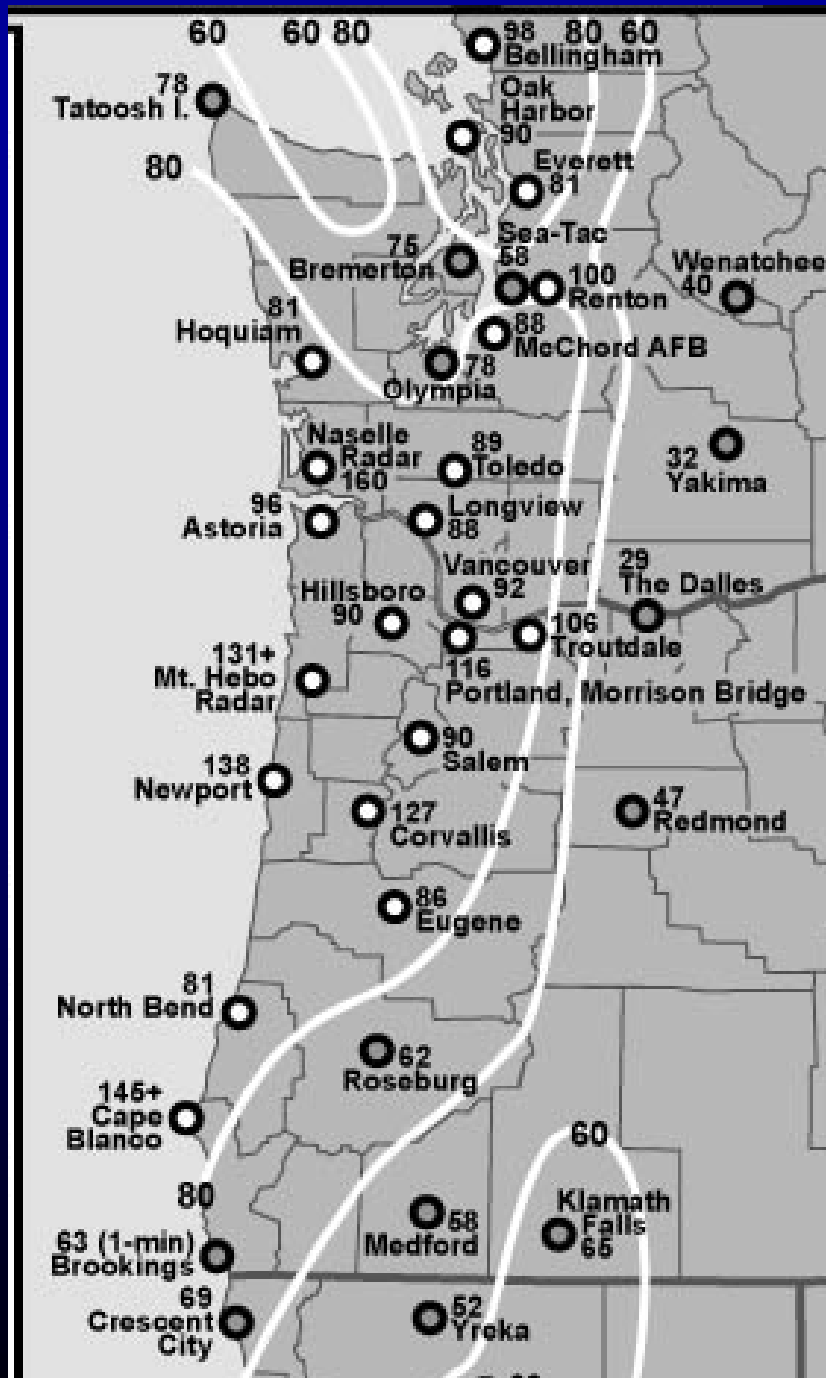 60
60 80
98
80 60
Bellingham
78
Tatoosh I.
Oak
Harbor
90
80
Everett
81
Sea-Tac
58
75
Bremerton
100
Renton
Wenatchee
40
81
Hoquiam
88
McChord AFB
78
Olympia
Naselle
Radar
160
89
Toledo
32
Yakima
96
Astoria
Longview
88
Vancouver
92
29
The Dalles
Hillsboro
90
106
Troutdale
131+
Mt. Hebo
Radar
116
Portland, Morrison Bridge
90
Salem
138
Newport
127
Corvallis
47
Redmond
86
Eugene
81
North Bend
62
Roseburg
145+
Cape
Blanco
60
80
Klamath
Falls
65
58
Medford
63 (1-min)
Brookings
69
Crescent
City
52
Yreka